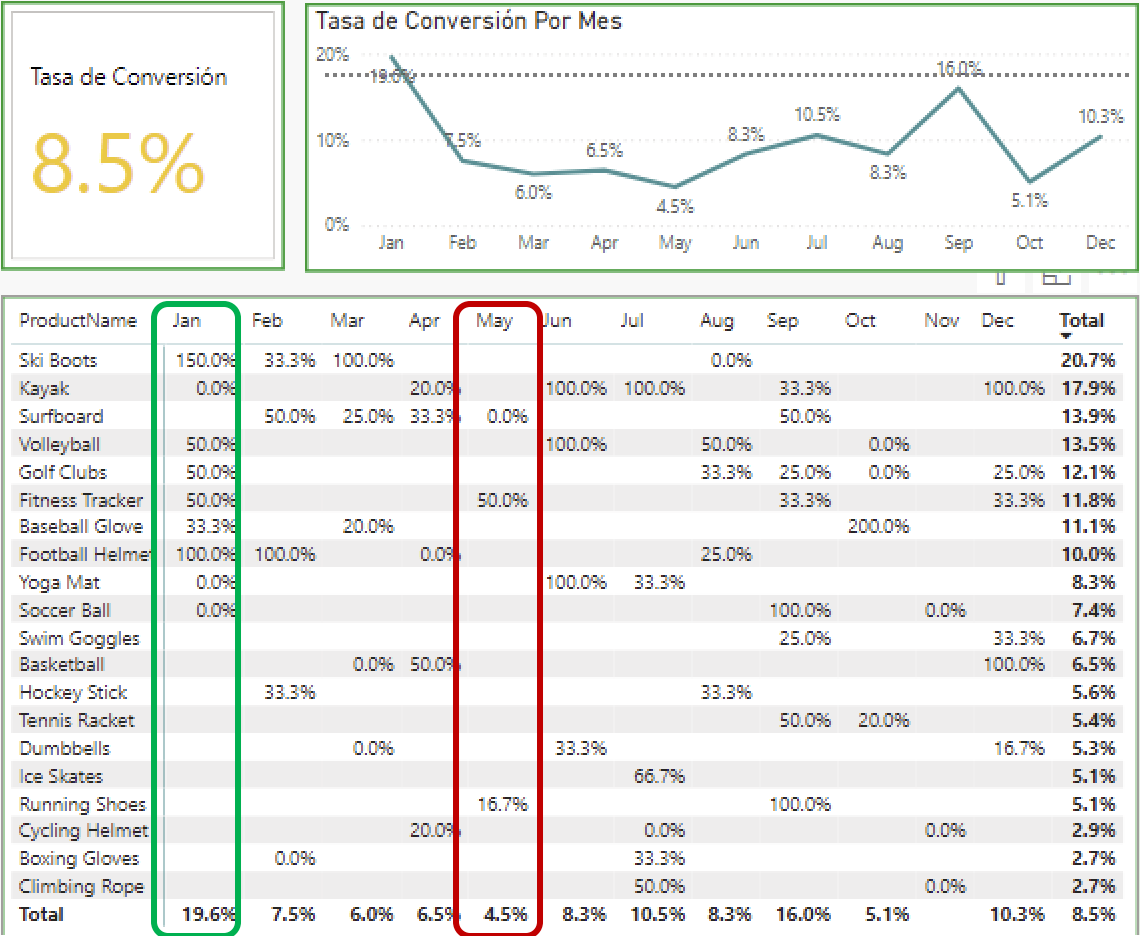 Tasa de Conversión
8.5%
Tasa de Conversión Por Mes
20%
10%
0%
19.6%
7.5%
6.0%
6.5%
4.5%
8.3%
10.5%
8.3%
16.0%
5.1%
10.3%
Jan Feb Mar Apr May Jun Jul Aug Sep Oct Dec
ProductName Jan Feb Mar Apr May Jun Jul Aug Sep Oct Nov Dec Total
Ski Boots 150.0% 33.3% 100.0% 0.0% 20.7%
Kayak 0.0% 20.0% 100.0% 100.0% 33.3% 100.0% 17.9%
Surfboard 50.0% 25.0% 33.3% 0.0% 50.0% 13.9%
Volleyball 50.0% 100.0% 50.0% 0.0% 13.5%
Golf Clubs 50.0% 33.3% 25.0% 0.0% 25.0% 12.1%
Fitness Tracker 50.0% 50.0% 33.3% 33.3% 11.8%
Baseball Glove 33.3% 20.0% 200.0% 11.1%
Football Helmet 100.0% 100.0% 0.0% 25.0% 10.0%
Yoga Mat 0.0% 100.0% 33.3% 8.3%
Soccer Ball 0.0% 100.0% 0.0% 7.4%
Swim Goggles 25.0% 33.3% 6.7%
Basketball 0.0% 50.0% 100.0% 6.5%
Hockey Stick 33.3% 33.3% 5.6%
Tennis Racket 50.0% 20.0% 5.4%
Dumbbells 0.0% 33.3% 16.7% 5.3%
Ice Skates 66.7% 5.1%
Running Shoes 16.7% 100.0% 5.1%
Cycling Helmet 20.0% 0.0% 0.0% 2.9%
Boxing Gloves 0.0% 33.3% 2.7%
Climbing Rope 50.0% 0.0% 2.7%
Total 19.6% 7.5% 6.0% 6.5% 4.5% 8.3% 10.5% 8.3% 16.0% 5.1% 10.3% 8.5%